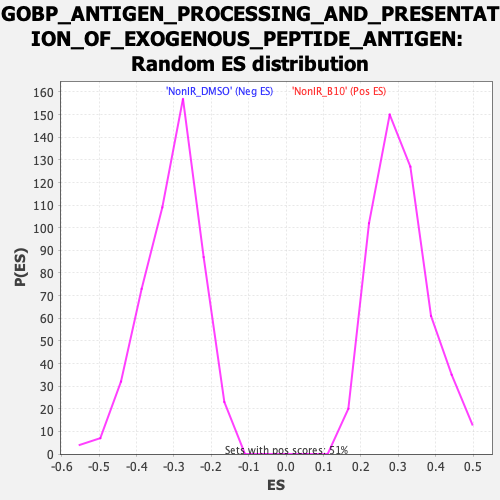 GOBP_ANTIGEN_PROCESSING_AND_PRESENTAT
ION_OF_EXOGENOUS_PEPTIDE_ANTIGEN:
Random ES distribution
'NonIR_DMSO' (Neg ES) 'NonIR_B10' (Pos ES)
160
150
140
130
120
110
100
90
80
70
60
50
40
30
20
10
0
P(ES)
Sets with pos scores: 51%
-0.6 -0.5 -0.4 -0.3 -0.2 -0.1 0.0 0.1 0.2 0.3 0.4 0.5
ES